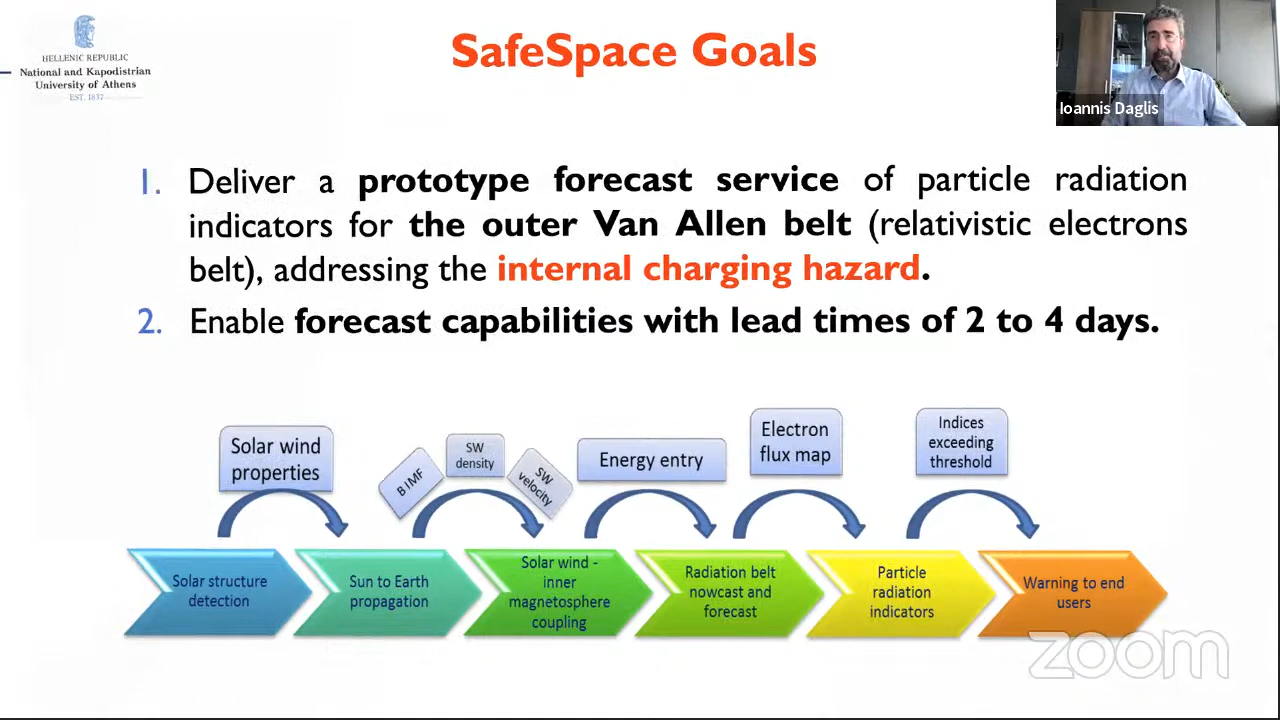 HELLENIC REPUBLIC
National and Kapodistrian
University of Athens
EST. 1837
SafeSpace Goals
Ioannis Daglis
1. Deliver a prototype forecast service of particle radiation
indicators for the outer Van Allen belt (relativistic electrons
belt), addressing the internal charging hazard.
2. Enable forecast capabilities with lead times of 2 to 4 days.
Solar wind
properties
B IMF
SW
density
SW
velocity
Energy entry
Electron
flux map
Indices
exceeding
threshold
Solar structure
detection
Sun to Earth
propagation
Solar wind -
inner
magnetosphere
coupling
Radiation belt
nowcast and
forecast
Particle
radiation
indicators
Warning to end
users
zoom